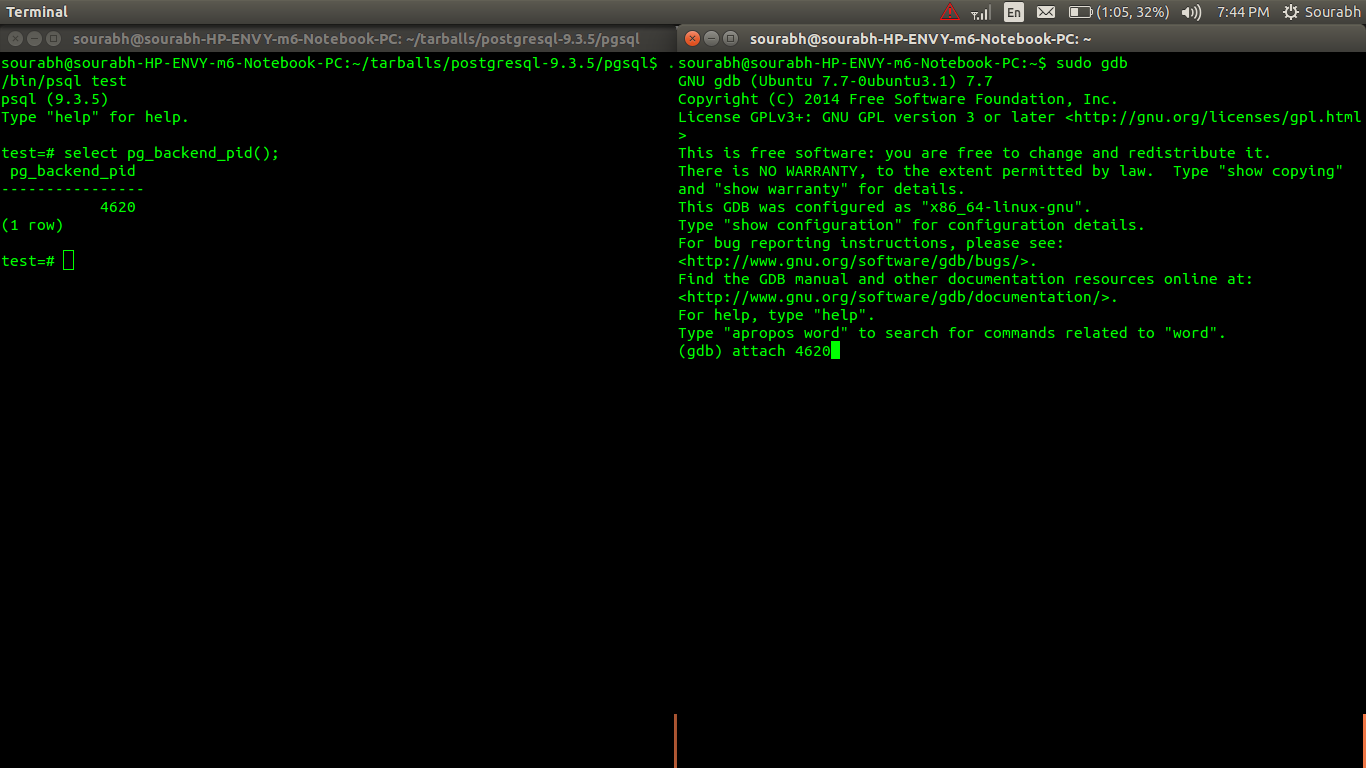 Terminal
En
(1:05, 32%)
7:44 PM
Sourabh
sourabh@sourabh-HP-ENVY-m6-Notebook-PC: ~/tarballs/postgresql-9.3.5/pgsql
sourabh@sourabh-HP-ENVY-m6-Notebook-PC:~/tarballs/postgresql-9.3.5/pgsql$ .
/bin/psql test
psql (9.3.5)
Type "help" for help.
test=# select pg_backend_pid();
pg_backend_pid
----------------
4620
(1 row)
test=#
sourabh@sourabh-HP-ENVY-m6-Notebook-PC: ~
sourabh@sourabh-HP-ENVY-m6-Notebook-PC:~$ sudo gdb
GNU gdb (Ubuntu 7.7-0ubuntu3.1) 7.7
Copyright (C) 2014 Free Software Foundation, Inc.
License GPLv3+: GNU GPL version 3 or later <http://gnu.org/licenses/gpl.html
>
This is free software: you are free to change and redistribute it.
There is NO WARRANTY, to the extent permitted by law.  Type "show copying"
and "show warranty" for details.
This GDB was configured as "x86_64-linux-gnu".
Type "show configuration" for configuration details.
For bug reporting instructions, please see:
<http://www.gnu.org/software/gdb/bugs/>.
Find the GDB manual and other documentation resources online at:
<http://www.gnu.org/software/gdb/documentation/>.
For help, type "help".
Type "apropos word" to search for commands related to "word".
(gdb) attach 4620